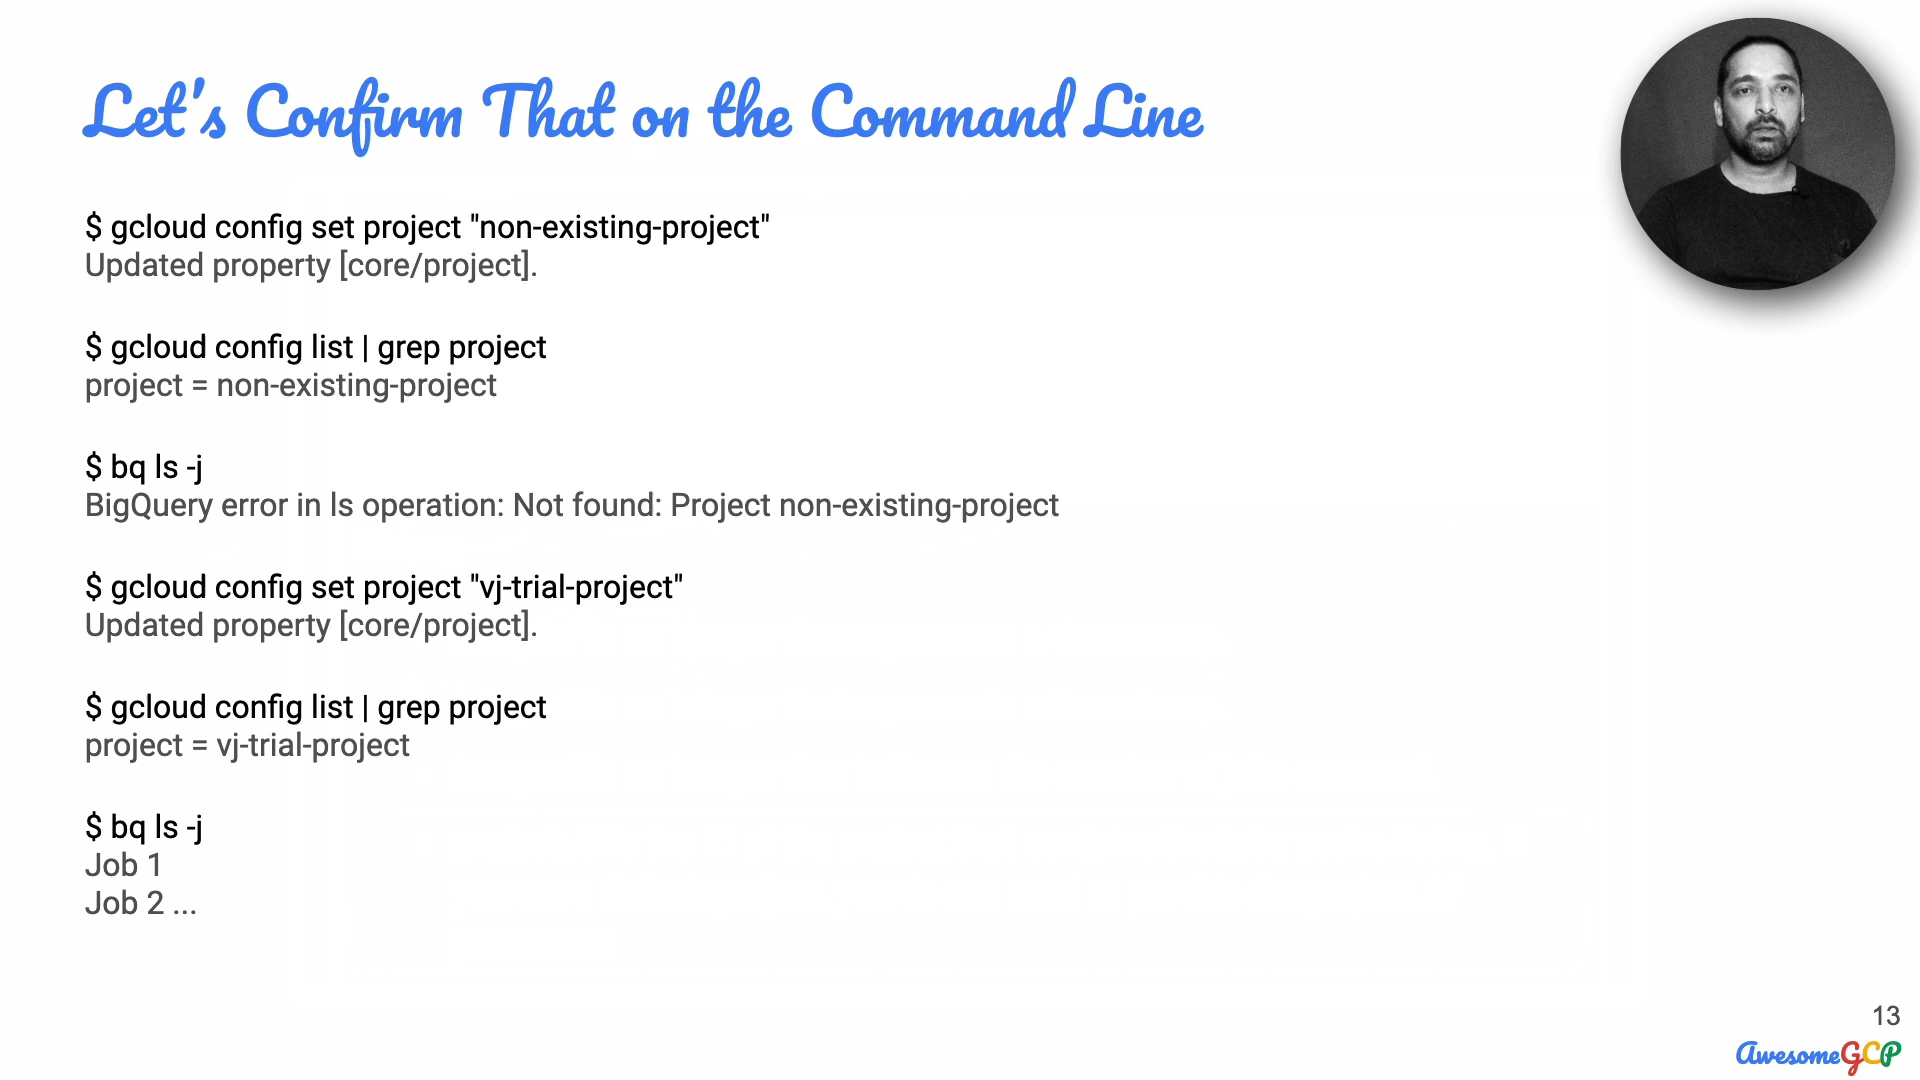 Let's Confirm That on the Command Line
$ gcloud config set project "non-existing-project"
Updated property [core/project].
$ gcloud config list | grep project
project = non-existing-project
$ bq ls -j
BigQuery error in ls operation: Not found: Project non-existing-project
$ gcloud config set project "vj-trial-project"
Updated property [core/project].
$ gcloud config list | grep project
project = vj-trial-project
$ bq ls -j
Job 1
Job 2 ...
13
AwesomeGCP